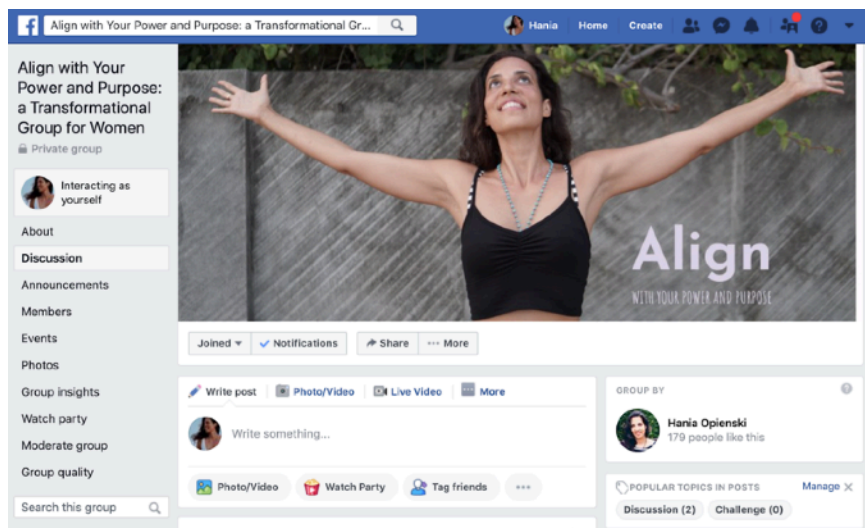 Align with Your Power and Purpose: a Transformational Gr...
Hania
Home
Create
Align with Your
Power and Purpose:
a Transformational
Group for Women
Private group
Interacting as
yourself
About
Discussion
Announcements
Members
Events
Photos
Group insights
Watch party
Moderate group
Group quality
Search this group
Align
WITH YOUR POWER AND PURPOSE
Joined
Notifications
Share
More
Write post
Photo/Video
Live Video
More
Write something...
Photo/Video
Watch Party
Tag friends
GROUP BY
Hania Opienski
179 people like this
POPULAR TOPICS IN POSTS
Manage
Discussion (2)
Challenge (0)